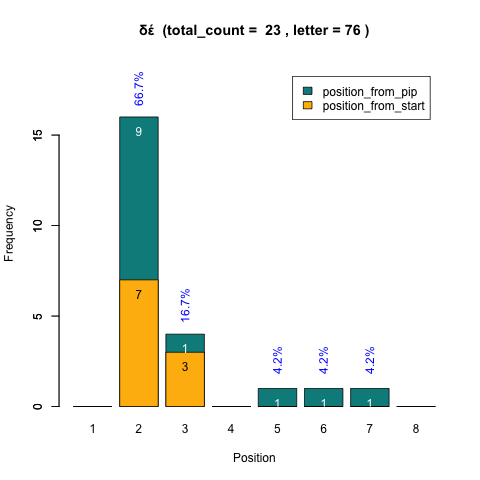 δέ (total_count = 23 , letter = 76 )
position_from_pip
position_from_start
66.7%
16.7%
4.2%
4.2%
4.2%
Frequency
15
10
5
0
9
7
1
3
1
1
1
1 2 3 4 5 6 7 8
Position